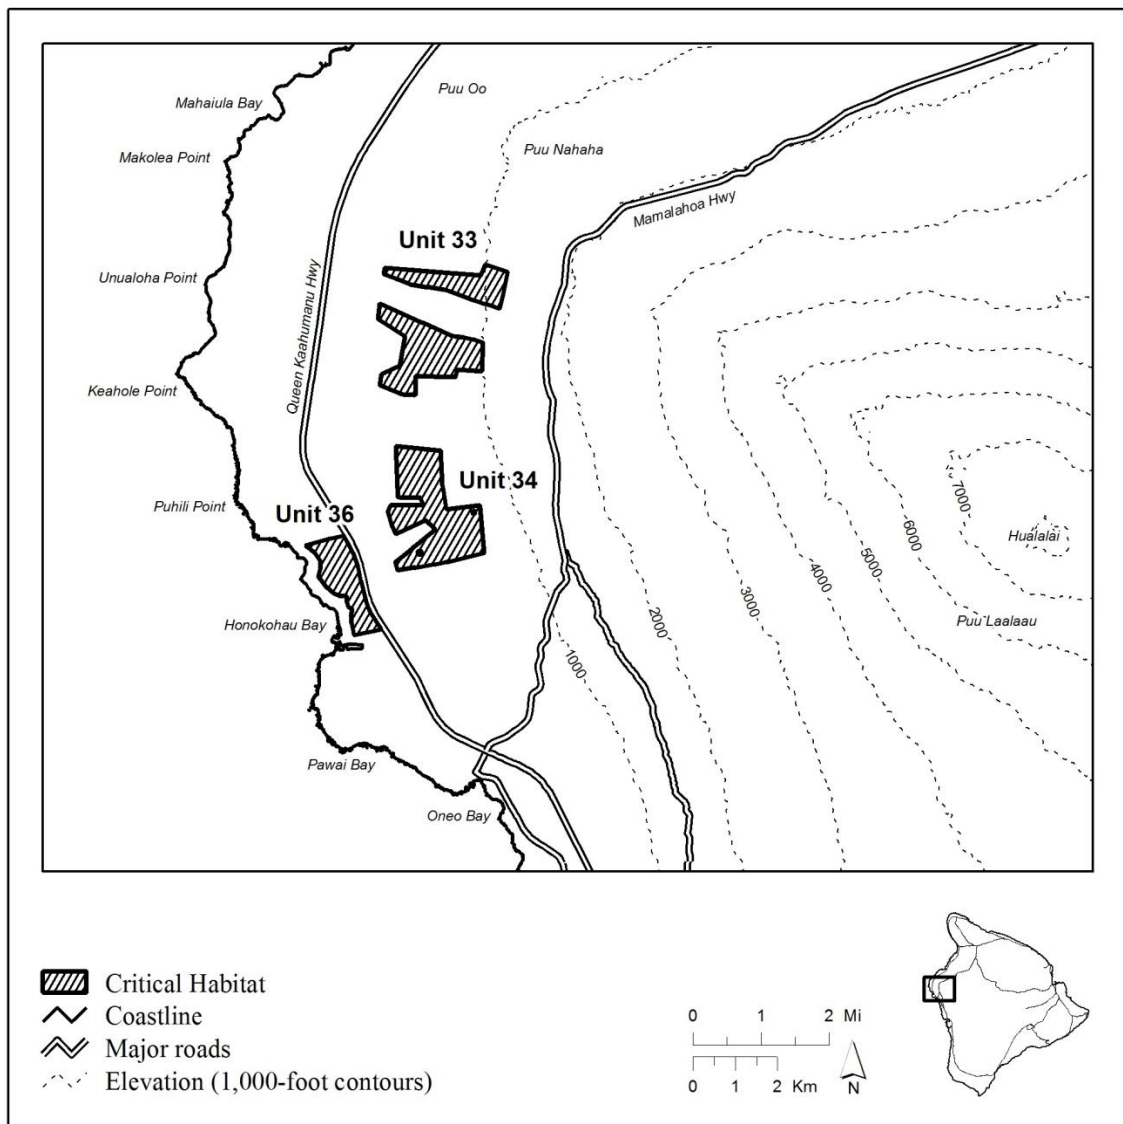 Puu Oo
Mahaiula Bay
Makolea Point
Puu Nahaha
Mamalahoa Hwy
Unit 33
Unualoha Point
Queen Kaahumanu Hwy
Keahole Point
Unit 34
Puhili Point
Unit 36
7000
6000
5000
4000
3000
2000
1000
Hualalai
Puu Laalaau
Honokohau Bay
Pawai Bay
Oneo Bay
Critical Habitat
Coastline
Major roads
Elevation (1,000-foot contours)
0 1 2 Mi
0 1 2 Km
N